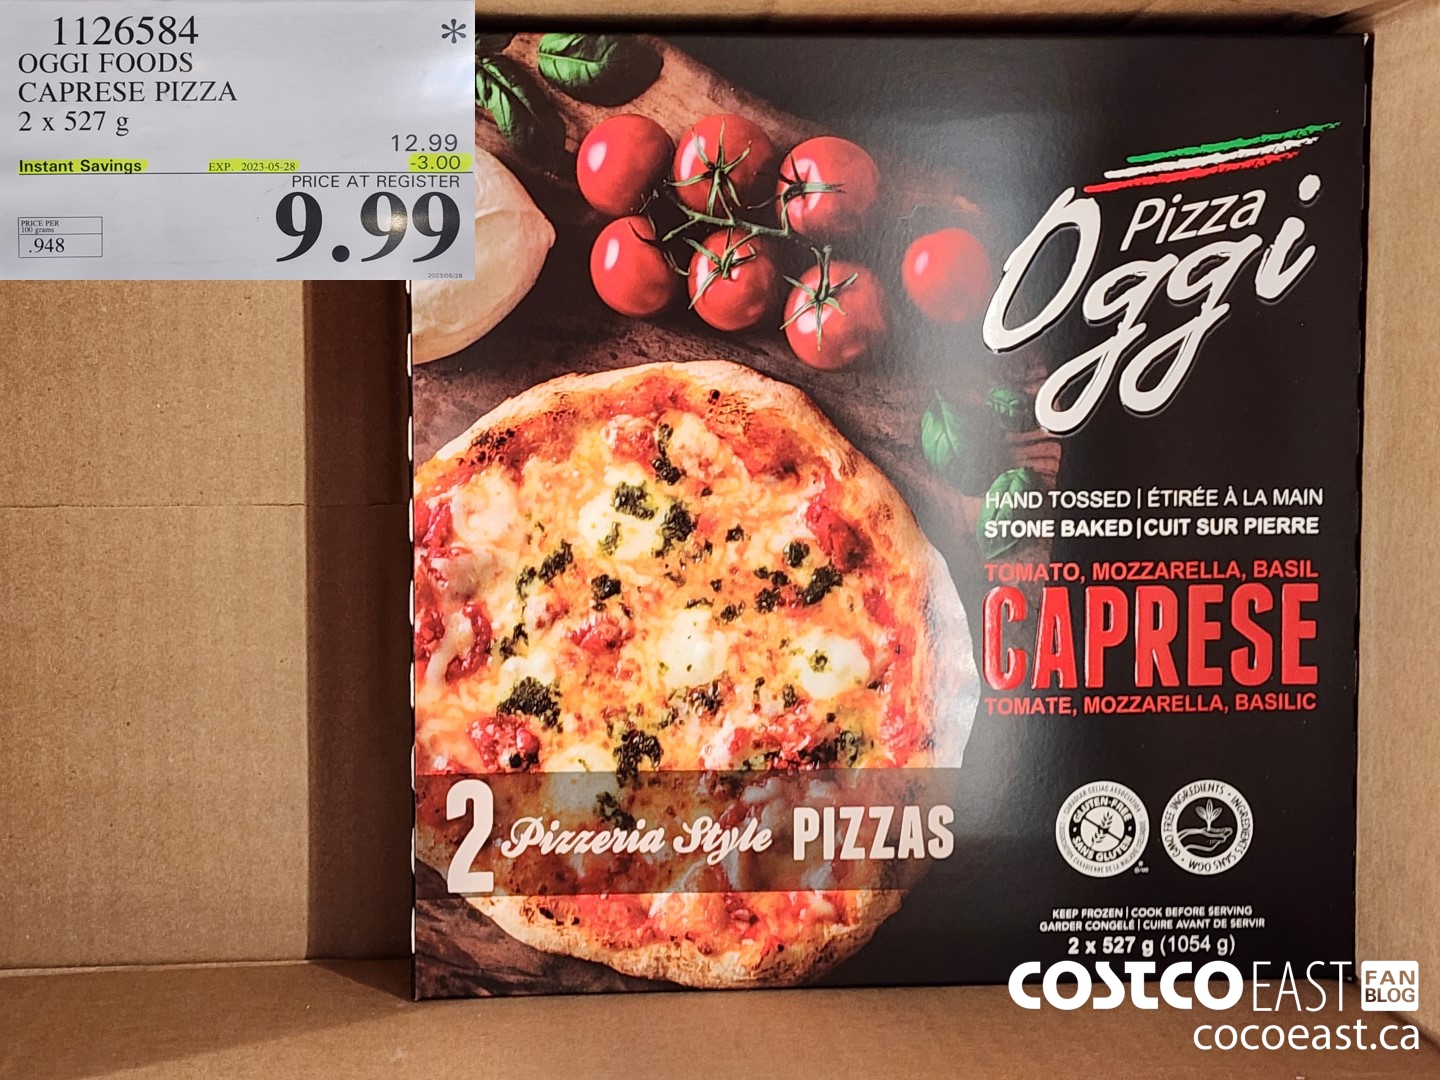 1126584 *
OGGI FOODS
CAPRESE PIZZA
2 x 527 g
12.99
Instant Savings EXP. 2023-05-28 -3.00
PRICE AT REGISTER
9.99
PRICE PER
100 grams
.948
Pizza
Oggi
HAND TOSSED | ÉTIRÉE À LA MAIN
STONE BAKED | CUIT SUR PIERRE
TOMATO, MOZZARELLA, BASIL
CAPRESE
TOMATE, MOZZARELLA, BASILIC
2 Pizzeria Style PIZZAS
GLUTEN-FREE
SANS GLUTEN
GMO FREE INGREDIENTS • INGRÉDIENTS SANS OGM •
KEEP FROZEN | COOK BEFORE SERVING
GARDER CONGELÉ | CUIRE AVANT DE SERVIR
2 x 527 g (1054 g)
COSTCO EAST FAN BLOG
cocoeast.ca